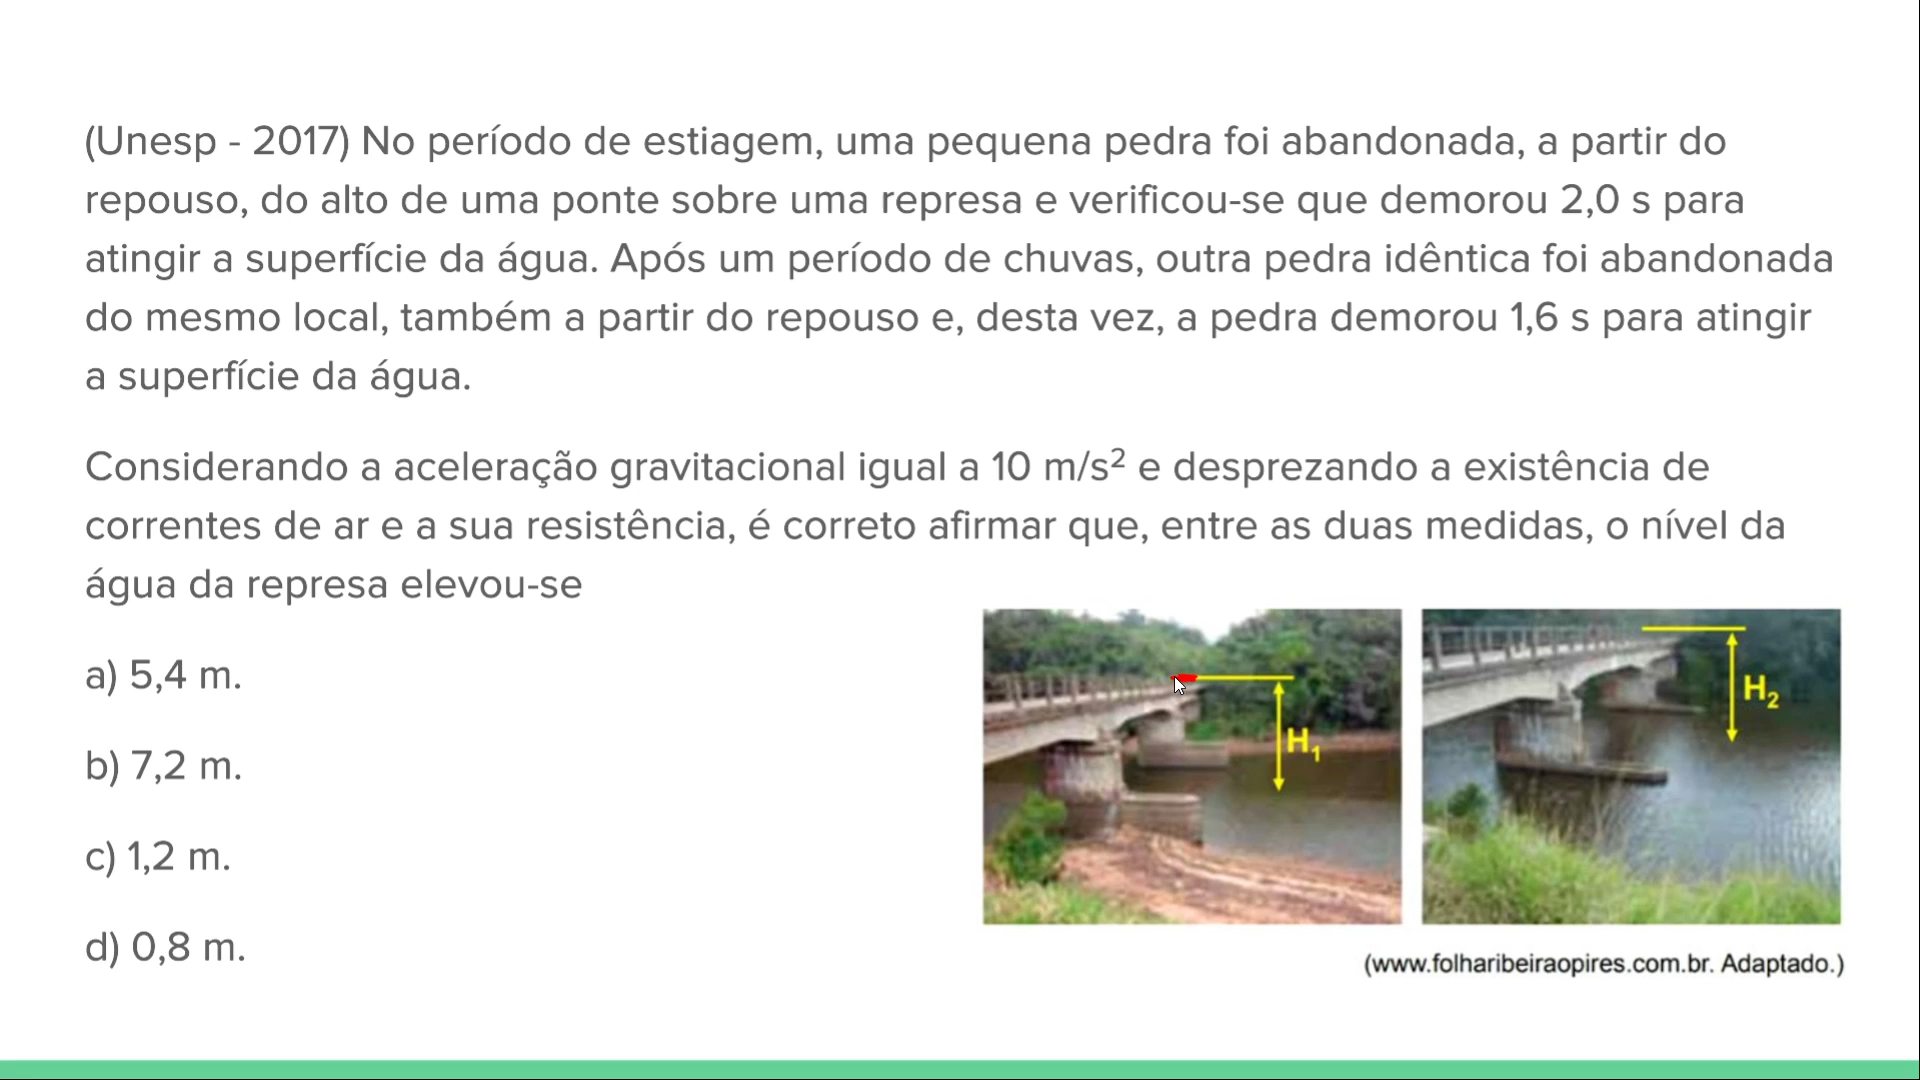 (Unesp - 2017) No período de estiagem, uma pequena pedra foi abandonada, a partir do
repouso, do alto de uma ponte sobre uma represa e verificou-se que demorou 2,0 s para
atingir a superfície da água. Após um período de chuvas, outra pedra idêntica foi abandonada
do mesmo local, também a partir do repouso e, desta vez, a pedra demorou 1,6 s para atingir
a superfície da água.
Considerando a aceleração gravitacional igual a 10 m/s² e desprezando a existência de
correntes de ar e a sua resistência, é correto afirmar que, entre as duas medidas, o nível da
água da represa elevou-se
a) 5,4 m.
b) 7,2 m.
c) 1,2 m.
d) 0,8 m.
H₁
H₂
(www.folharibeiraopires.com.br. Adaptado.)